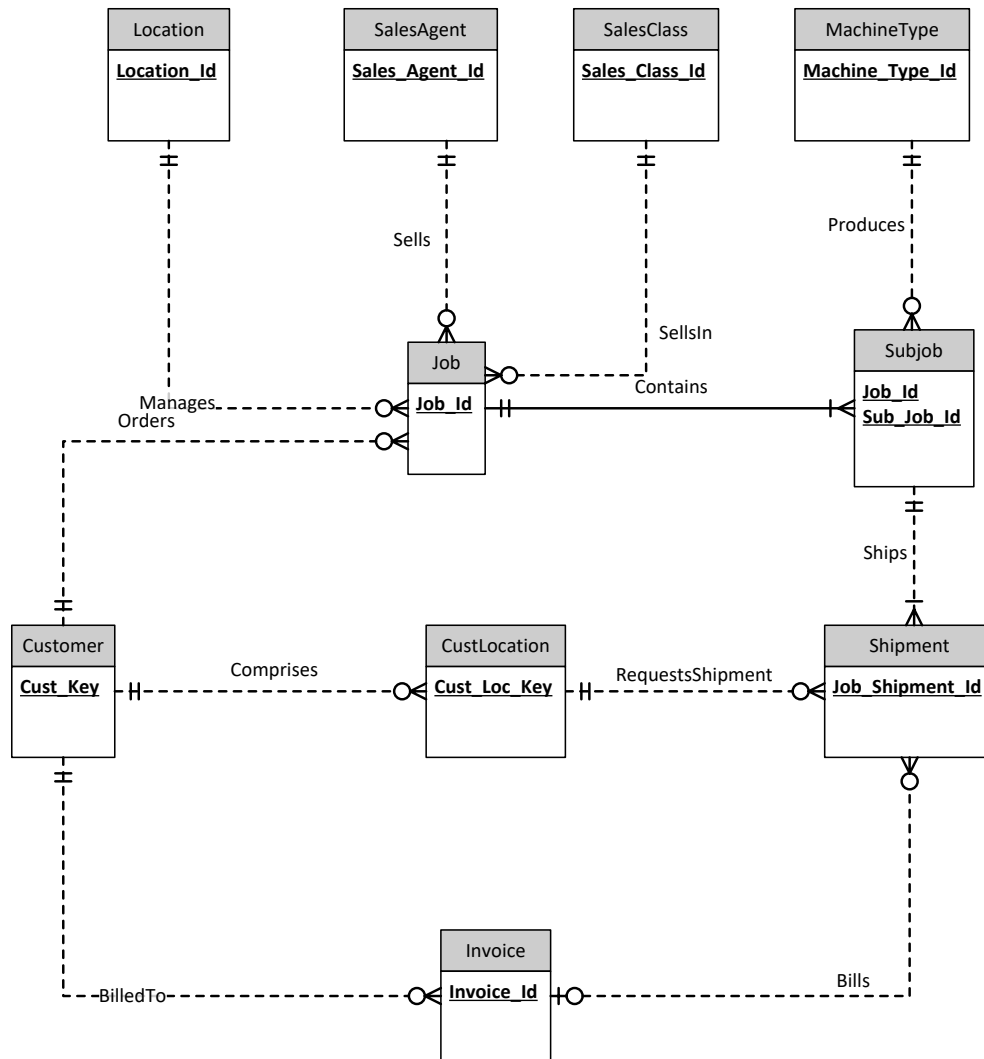 Location
SalesAgent
SalesClass
MachineType
Location_Id
Sales_Agent_Id
Sales_Class_Id
Machine_Type_Id
Produces
Sells
SellsIn
Job
Subjob
Contains
Job_Id
Job_Id
Sub_Job_Id
Manages
Orders
Ships
Customer
CustLocation
Shipment
Comprises
RequestsShipment
Cust_Key
Cust_Loc_Key
Job_Shipment_Id
Invoice
Bills
BilledTo
Invoice_Id